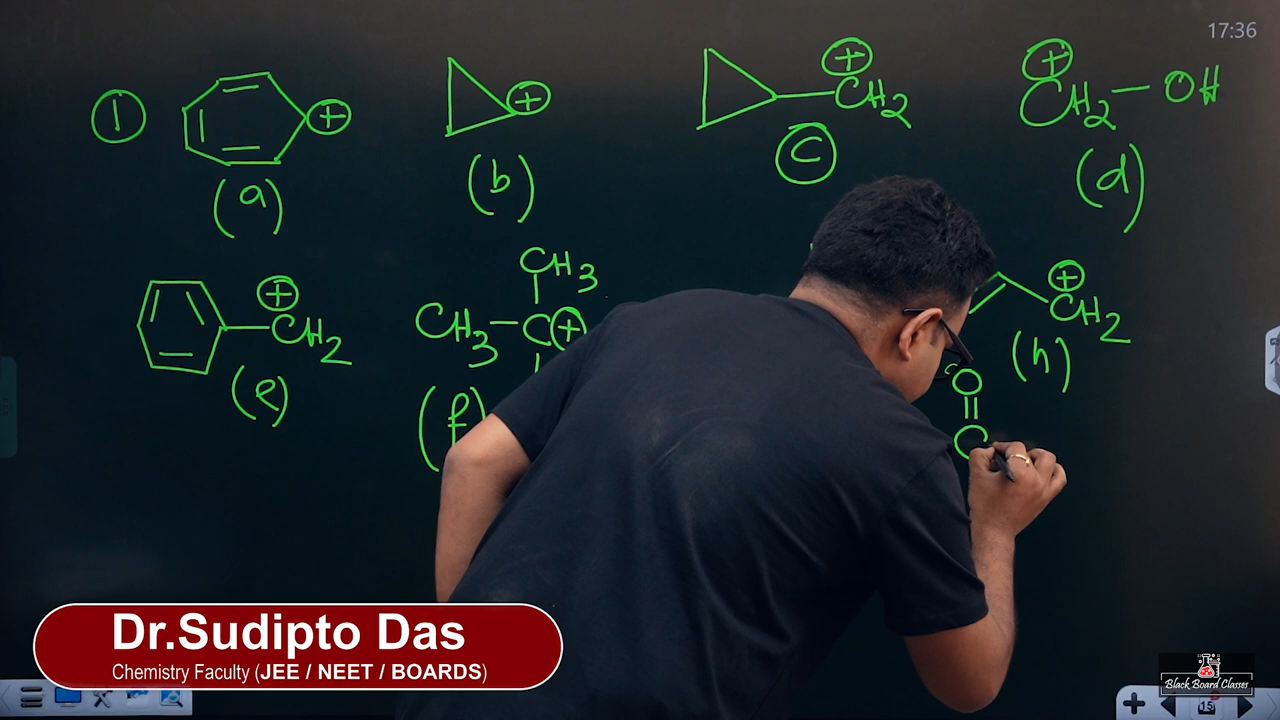 17:36
① ⊕ ⊕ ⊕CH2 ⊕CH2-OH
(a) (b) Ⓒ (d)
⊕CH2 CH3 ⊕CH2
CH3-C⊕
(e) (f) (h)
O
C
Dr.Sudipto Das
Chemistry Faculty (JEE / NEET / BOARDS)
Black Board Classes
15